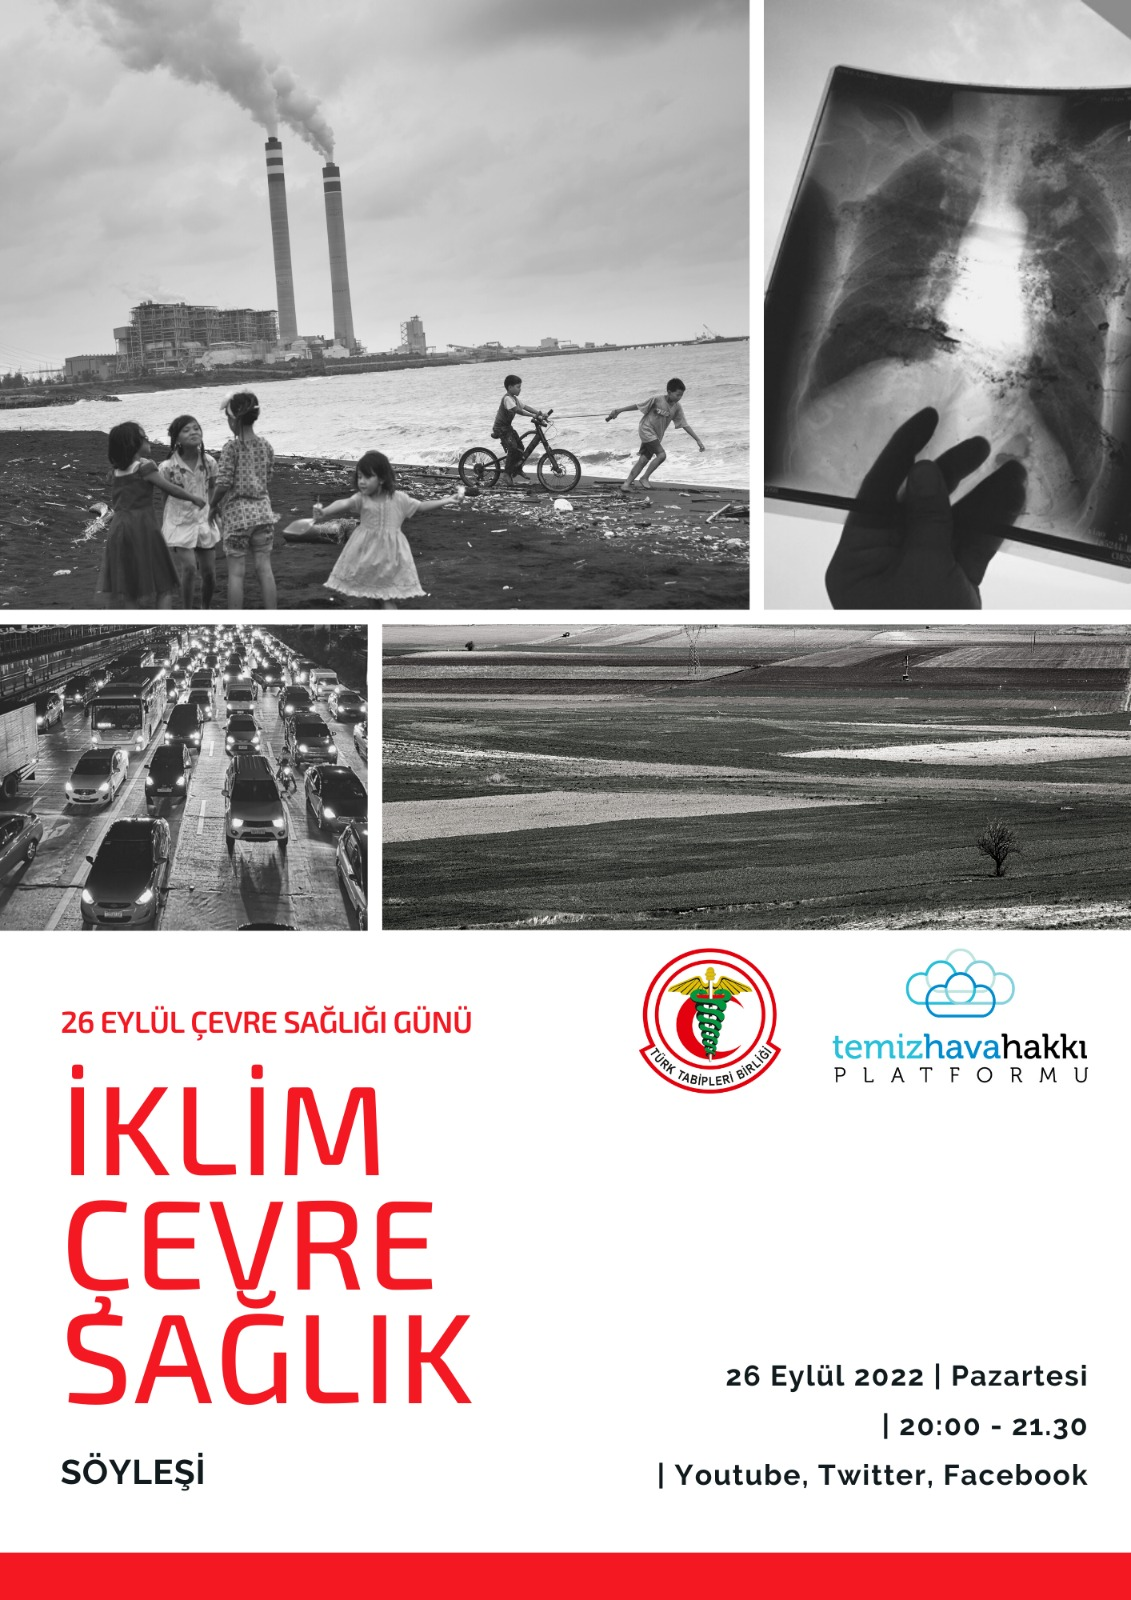 26 EYLÜL ÇEVRE SAĞLIĞI GÜNÜ
İKLİM
ÇEVRE
SAĞLIK
SÖYLEŞİ
TÜRK TABİPLERİ BİRLİĞİ
temizhavahakkı
PLATFORMU
26 Eylül 2022 | Pazartesi
| 20:00 - 21.30
| Youtube, Twitter, Facebook